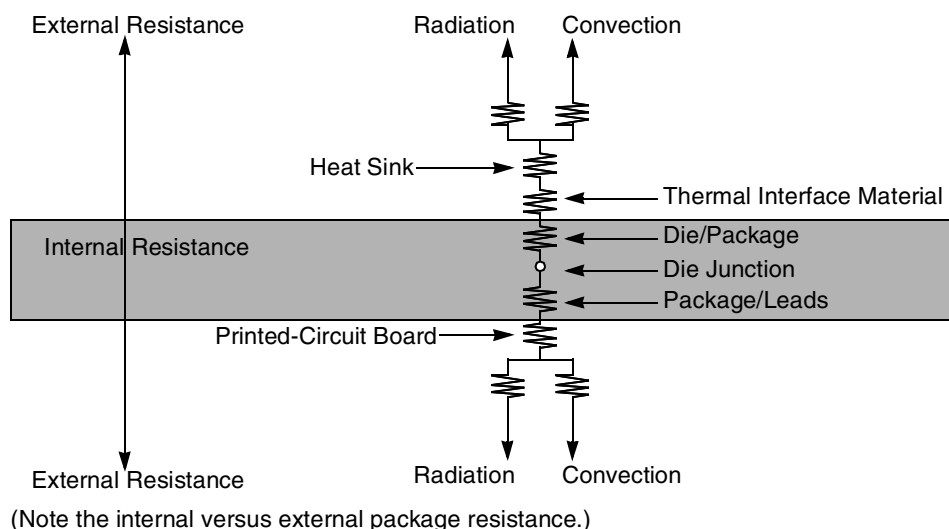 External Resistance
Radiation Convection
Heat Sink
Thermal Interface Material
Internal Resistance
Die/Package
Die Junction
Package/Leads
Printed-Circuit Board
External Resistance
Radiation Convection
(Note the internal versus external package resistance.)